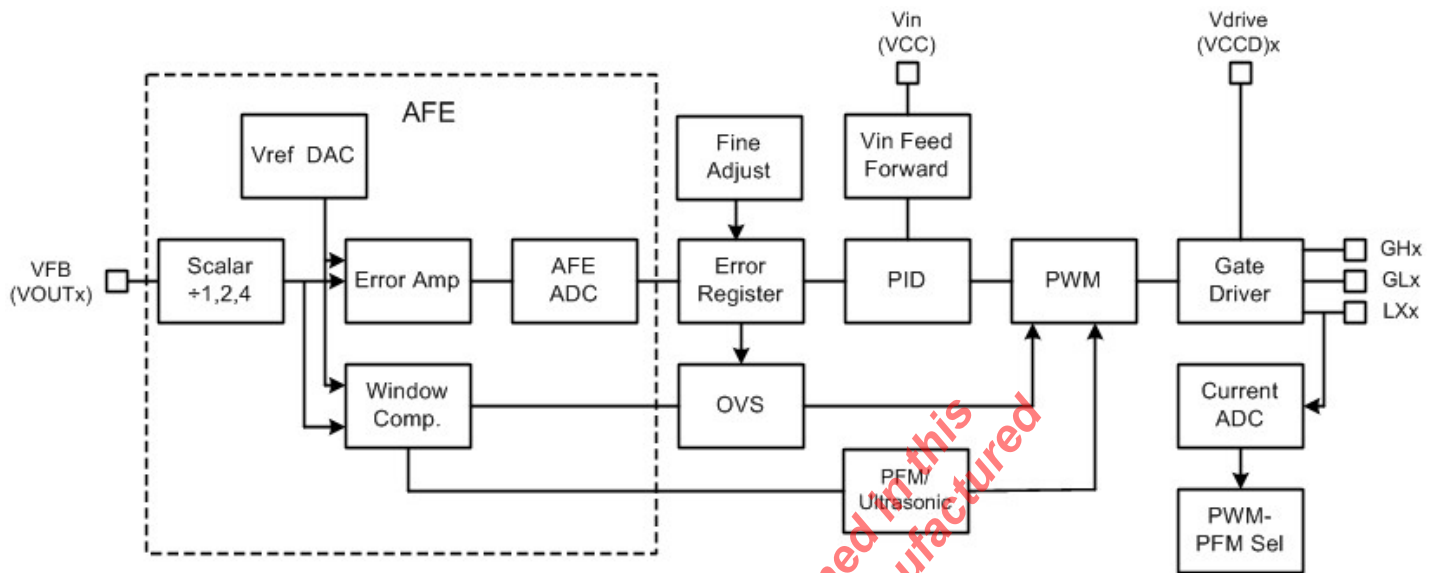 Vin
(VCC)
Vdrive
(VCCD)x
AFE
Vref DAC
Fine
Adjust
Vin Feed
Forward
VFB
(VOUTx)
Scalar
÷1,2,4
Error Amp
AFE
ADC
Error
Register
PID
PWM
Gate
Driver
GHx
GLx
LXx
Window
Comp.
OVS
Current
ADC
PFM/
Ultrasonic
PWM-
PFM Sel
in this